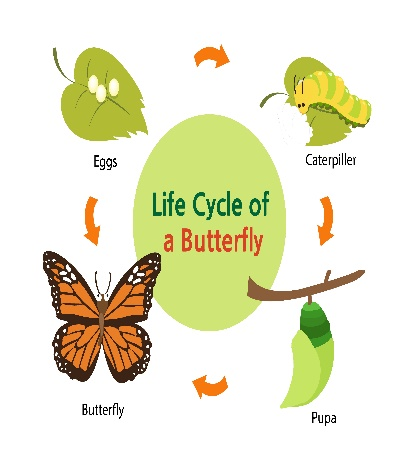 Eggs
Caterpiller
Life Cycle of
a Butterfly
Butterfly
Pupa